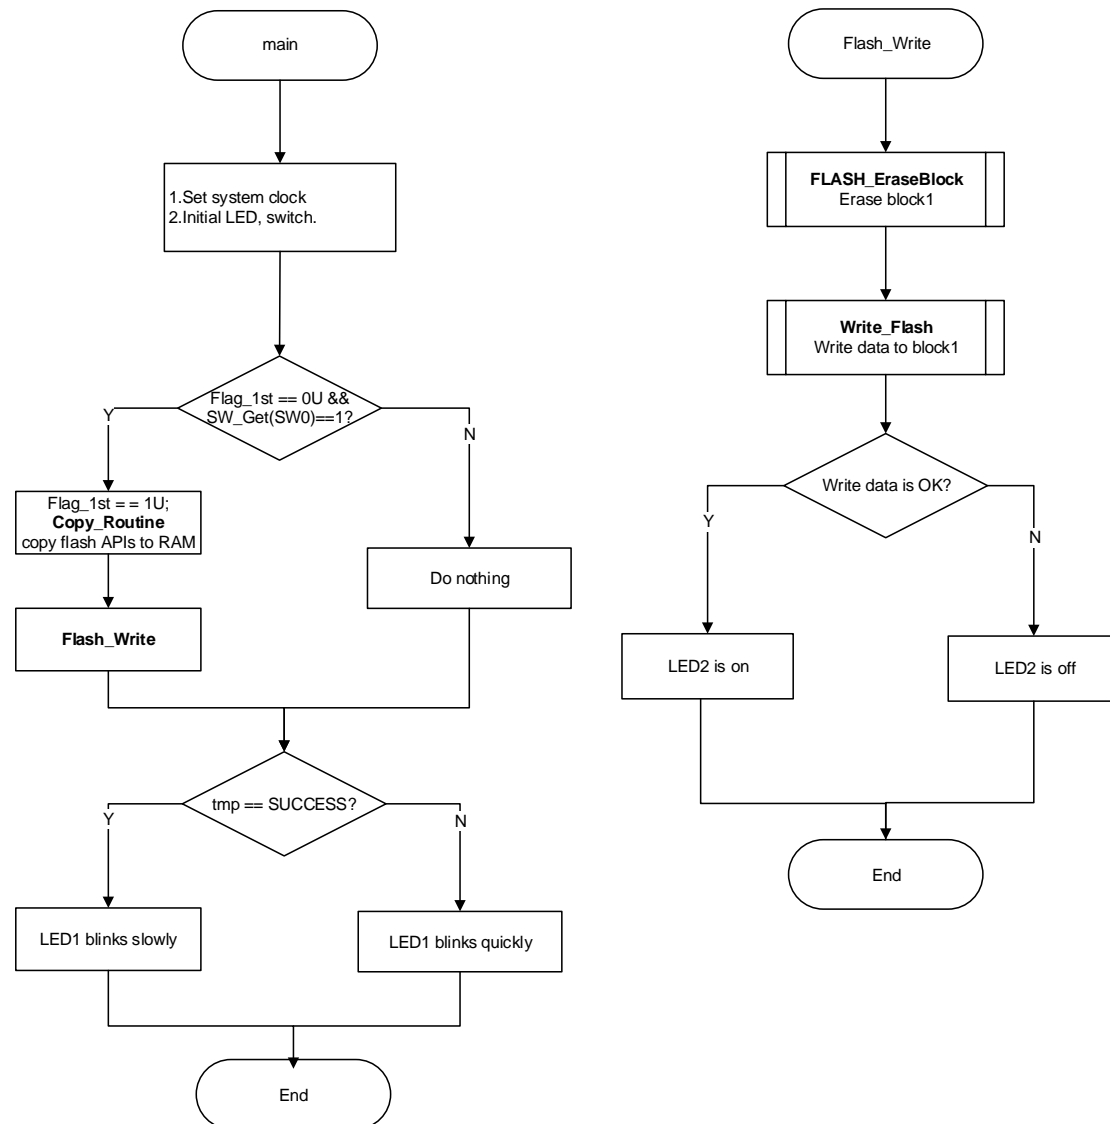 main
1.Set system clock
2.Initial LED, switch.
Flag_1st == 0U &&
SW_Get(SW0)==1?
Y
N
Flag_1st = = 1U;
Copy_Routine
copy flash APIs to RAM
Do nothing
Flash_Write
tmp == SUCCESS?
Y
N
LED1 blinks slowly
LED1 blinks quickly
End
Flash_Write
FLASH_EraseBlock
Erase block1
Write_Flash
Write data to block1
Write data is OK?
Y
N
LED2 is on
LED2 is off
End